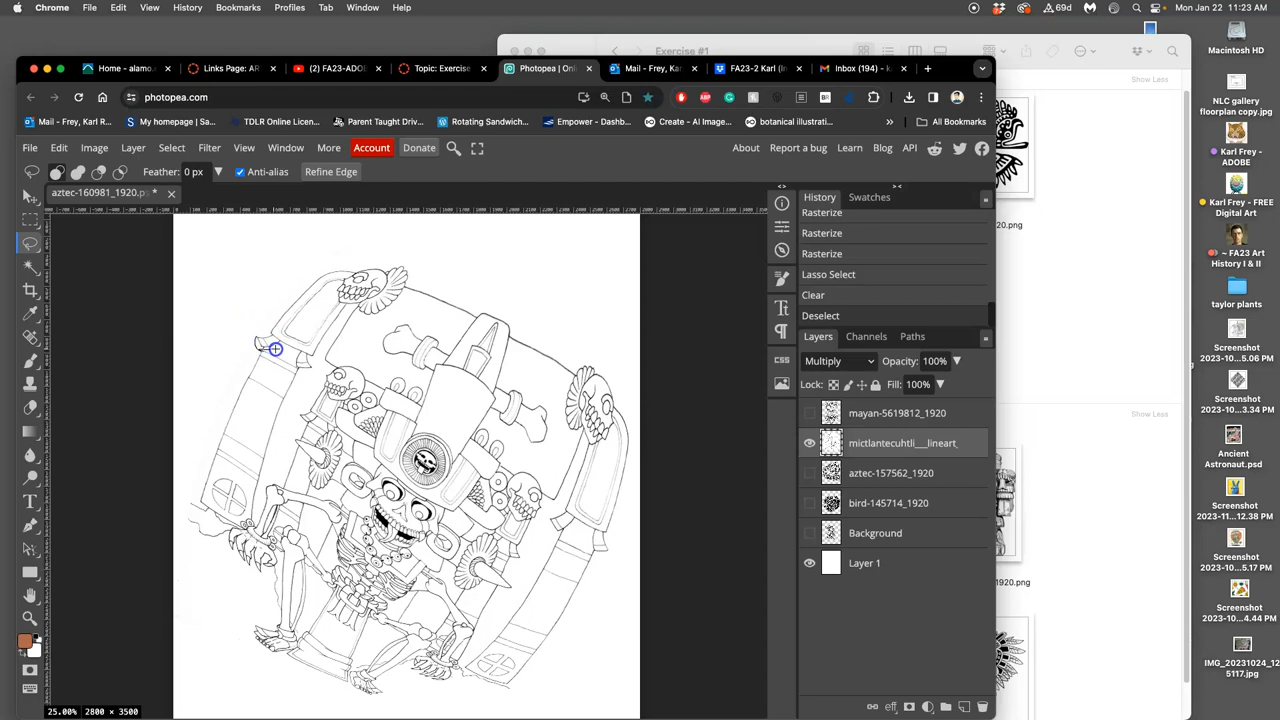 Chrome File Edit View History Bookmarks Profiles Tab Window Help
69d
Mon Jan 22 11:23 AM
Exercise #1
Home - alamo.
Links Page: AR
(2) FA23-ADOBE
Topic: Exercise
Photopea | Onli
Mail - Frey, Ka
FA23-2 Karl (In
Inbox (194) - k
photopea.com
Mail - Frey, Karl R...
My homepage | Sa...
TDLR Online Lice...
Parent Taught Driv...
Rotating Sandwich...
Empower - Dashb...
Create - AI Image...
botanical illustrati...
»
All Bookmarks
File Edit Image Layer Select Filter View Window More
Account
Donate
About Report a bug Learn Blog API
Feather: 0 px
Anti-alias
Refine Edge
aztec-160981_1920.ps *
History
Swatches
Rasterize
Rasterize
Rasterize
Lasso Select
Clear
Deselect
Layers Channels Paths
Multiply
Opacity: 100%
Lock:
Fill: 100%
mayan-5619812_1920
mictlantecuhtli___lineart_
aztec-157562_1920
bird-145714_1920
Background
Layer 1
CSS
eff
25.00%
2800 × 3500
Show Less
20.png
Show Less
1920.png
Macintosh HD
NLC gallery
floorplan copy.jpg
Karl Frey -
ADOBE
Karl Frey - FREE
Digital Art
~ FA23 Art
History I & II
taylor plants
Screenshot
2023-10...5.06 PM
Screenshot
2023-10...3.34 PM
Ancient
Astronaut.psd
Screenshot
2023-11...12.38 PM
Screenshot
2023-10...5.17 PM
Screenshot
2023-10...4.44 PM
IMG_20231024_12
5117.jpg